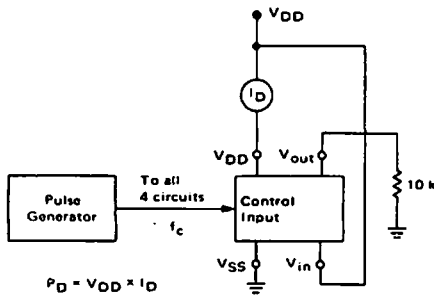 VDD
ID
VDD
Vout
To all
4 circuits
fc
Pulse
Generator
Control
Input
10 k
VSS
Vin
PD = VDD × ID